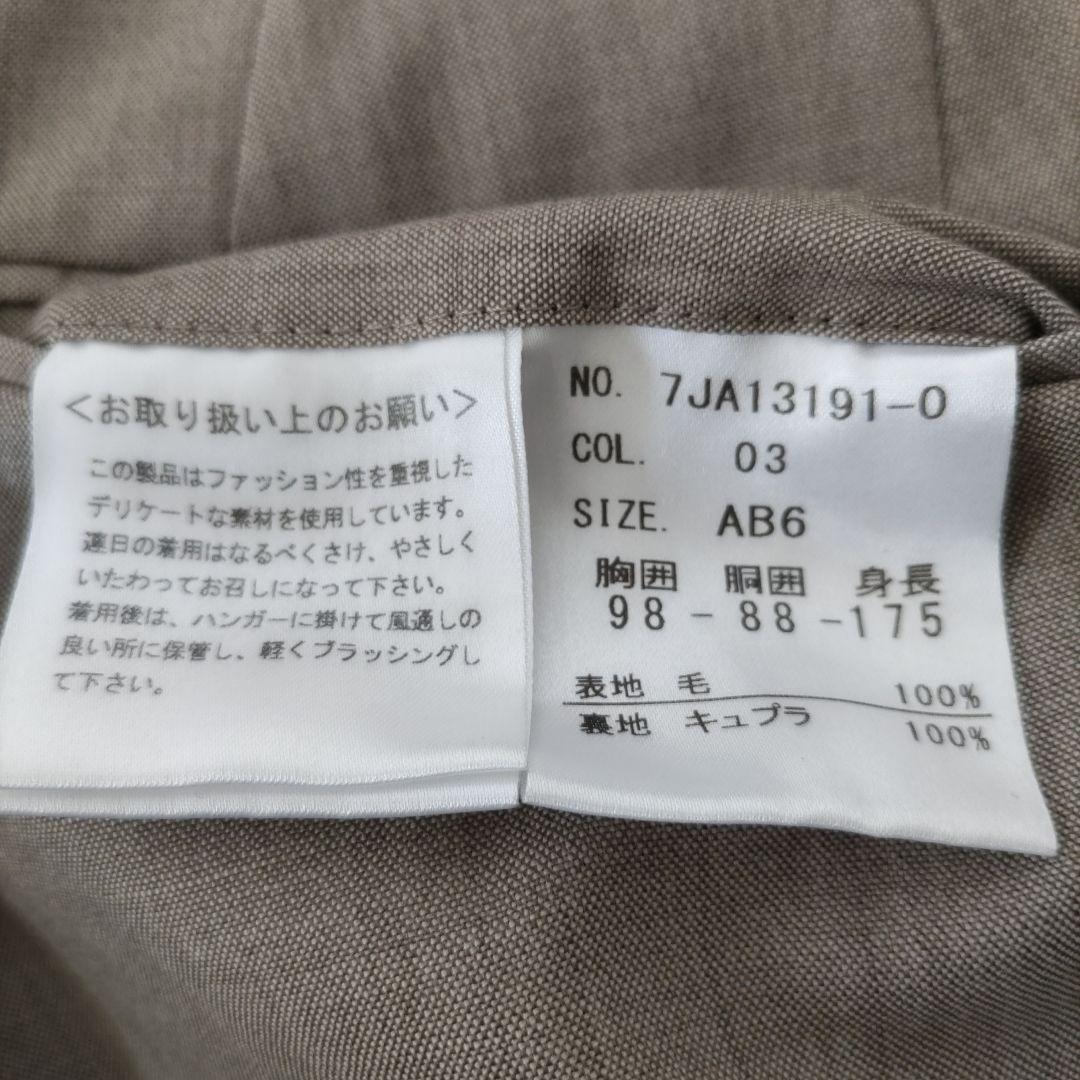 <お取り扱い上のお願い>
この製品はファッション性を重視した
デリケートな素材を使用しています。
連日の着用はなるべくさけ、やさしく
いたわってお召しになって下さい。
着用後は、ハンガーに掛けて風通しの
良い所に保管し、軽くブラッシングし
て下さい。
NO. 7JA13191-0
COL. 03
SIZE. AB6
胸囲 胴囲 身長
98-88-175
表地 毛 100%
裏地 キュプラ 100%